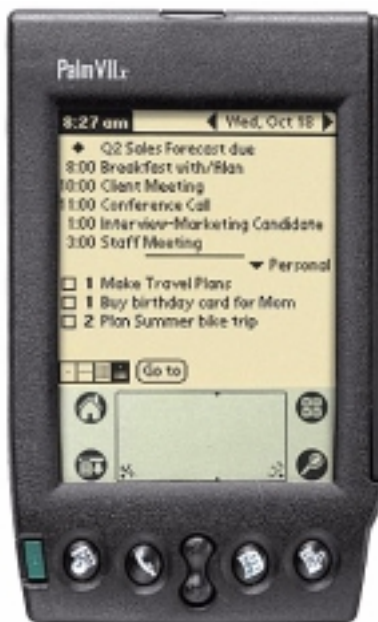 Palm VIIx
8:27 am Wed, Oct 18
Q2 Sales Forecast due
8:00 Breakfast with/Alan
10:00 Client Meeting
11:00 Conference Call
1:00 Interview-Marketing Candidate
3:00 Staff Meeting
Personal
1 Make Travel Plans
1 Buy birthday card for Mom
2 Plan Summer bike trip
Go to